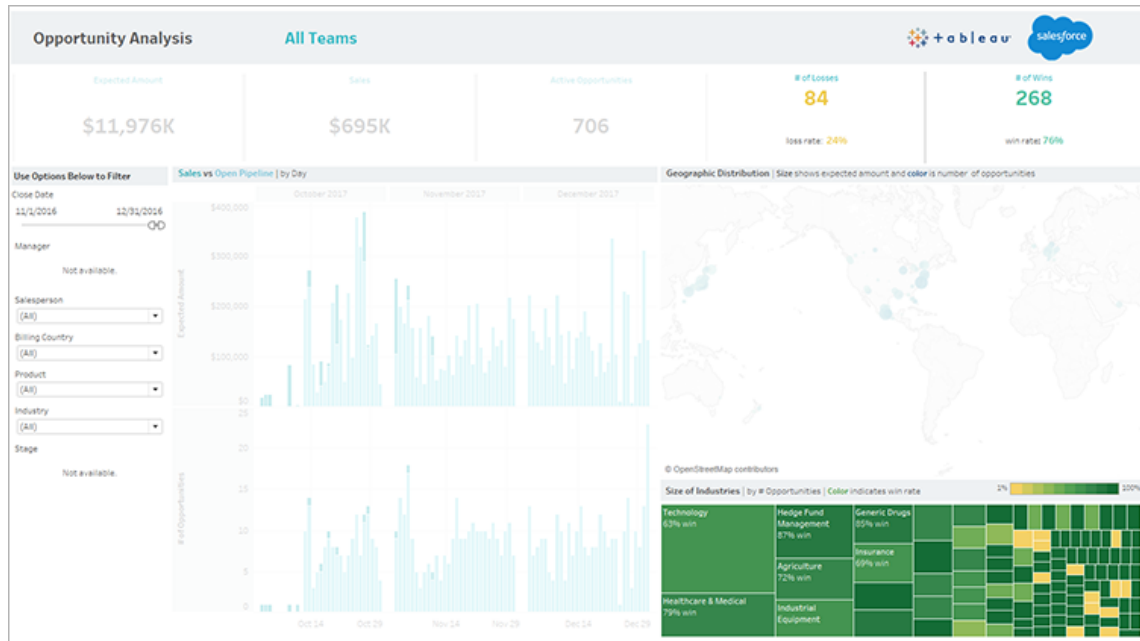 Opportunity Analysis
All Teams
+ a b l e a u
salesforce
Expected Amount
$11,976K
Sales
$695K
Active Opportunities
706
# of Losses
84
loss rate: 24%
# of Wins
268
win rate: 76%
Use Options Below to Filter
Close Date
11/1/2016 12/31/2016
Manager
Not available.
Salesperson
(All)
Billing Country
(All)
Product
(All)
Industry
(All)
Stage
Not available.
Sales vs Open Pipeline | by Day
October 2017 November 2017 December 2017
Expected Amount
$400,000
$300,000
$200,000
$100,000
$0
# of Opportunities
25
20
15
10
5
0
Oct 14 Oct 29 Nov 14 Nov 29 Dec 14 Dec 29
Geographic Distribution | Size shows expected amount and color is number of opportunities
© OpenStreetMap contributors
Size of Industries | by # Opportunities | Color indicates win rate
1% 100%
Technology
63% win
Healthcare & Medical
79% win
Hedge Fund
Management
87% win
Agriculture
72% win
Industrial
Equipment
Generic Drugs
85% win
Insurance
69% win